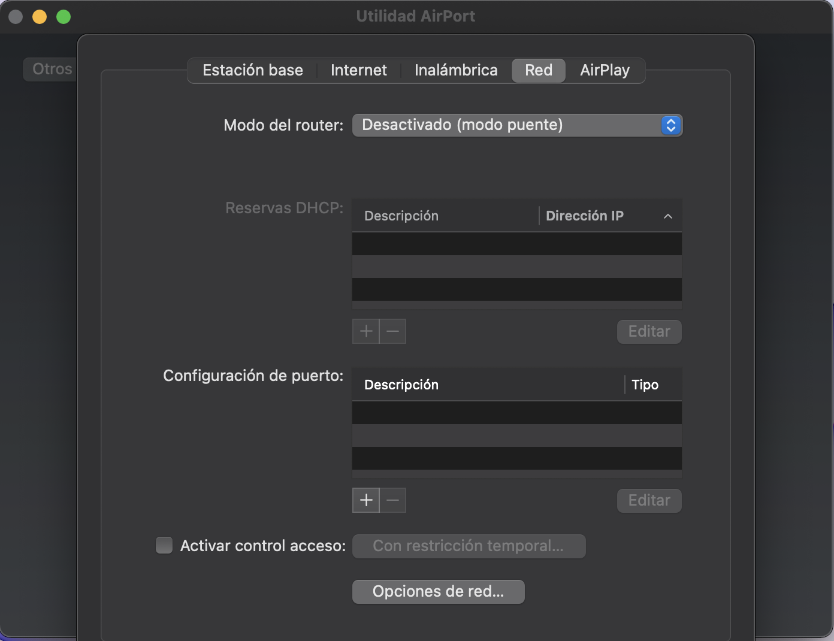 Utilidad AirPort
Otros
Estación base Internet Inalámbrica Red AirPlay
Modo del router: Desactivado (modo puente)
Reservas DHCP: Descripción Dirección IP
+ − Editar
Configuración de puerto: Descripción Tipo
+ − Editar
Activar control acceso: Con restricción temporal...
Opciones de red...